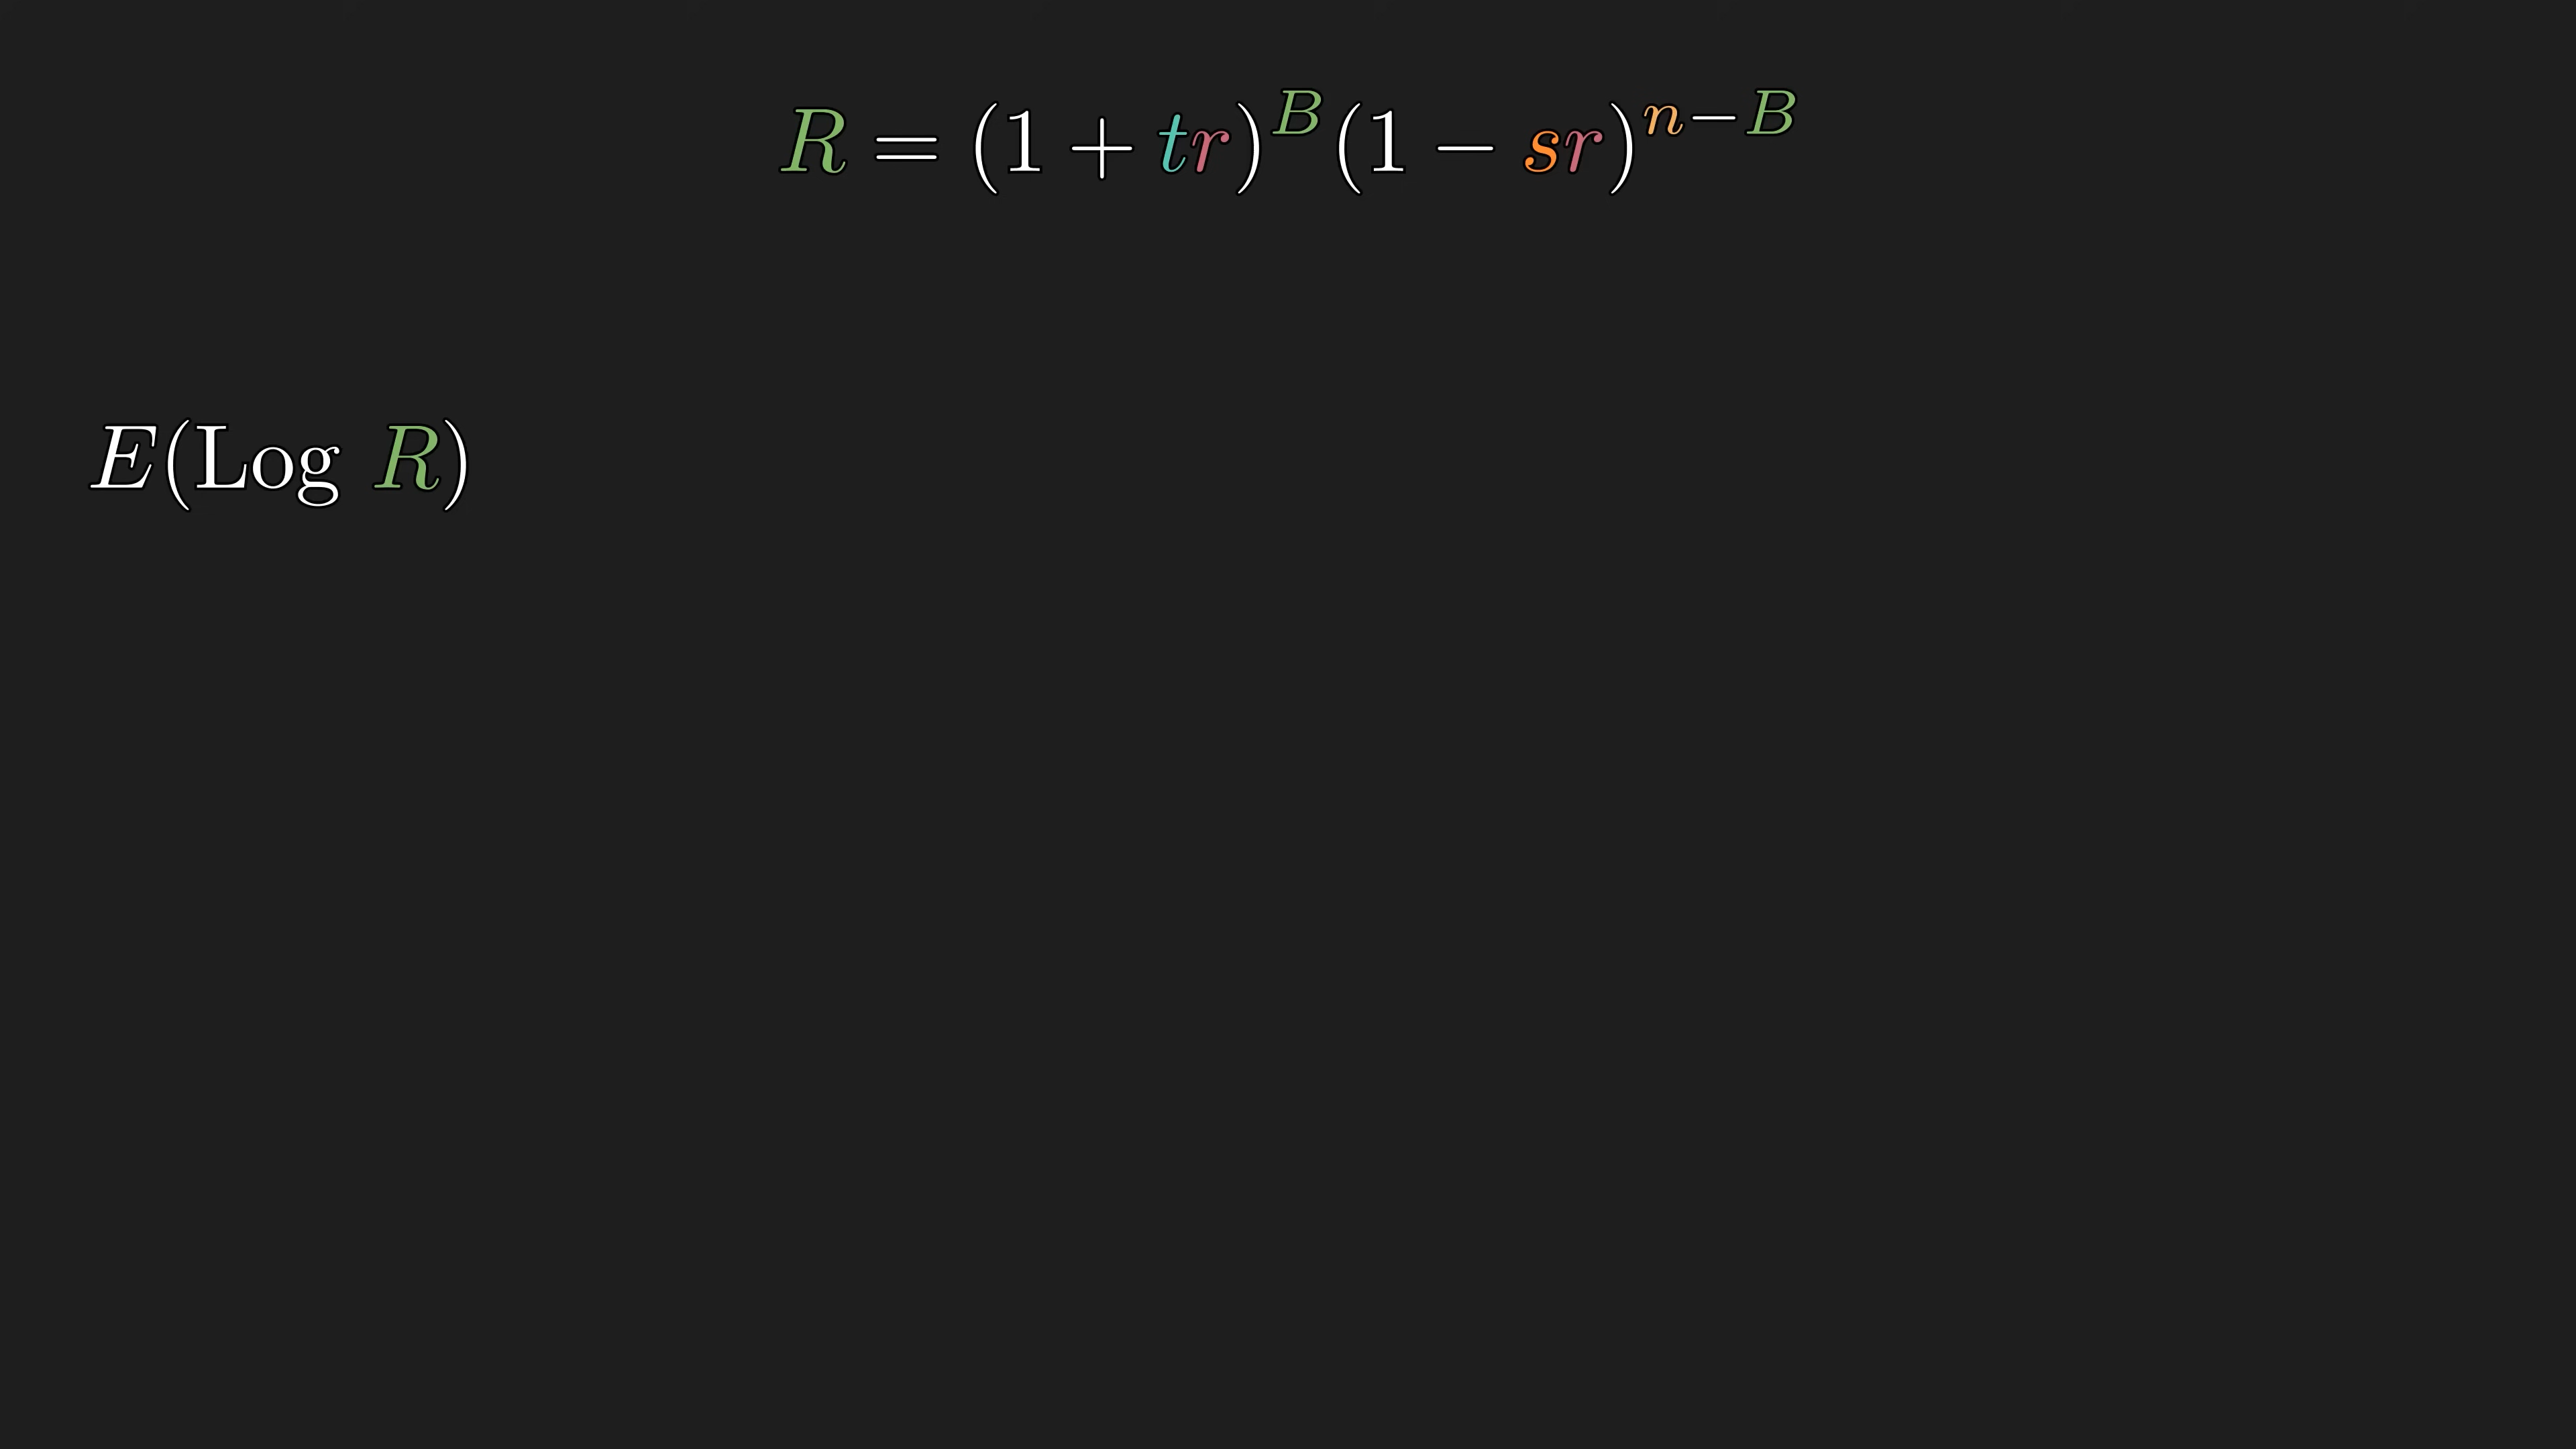 R = (1 + tr)^B (1 − sr)^{n−B}
E(Log R)